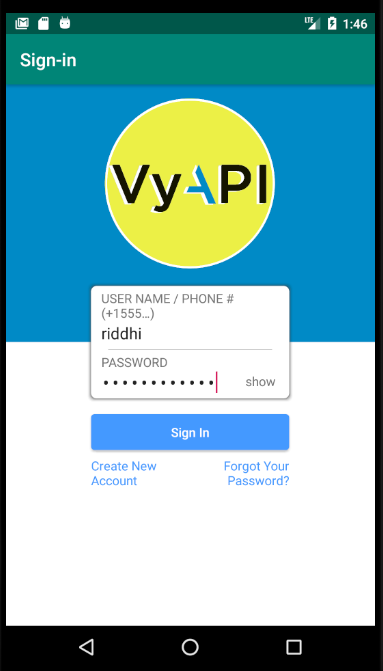 LTE 1:46
Sign-in
VyAPI
USER NAME / PHONE #
(+1555...)
riddhi
PASSWORD
•••••••••••• show
Sign In
Create New
Account
Forgot Your
Password?